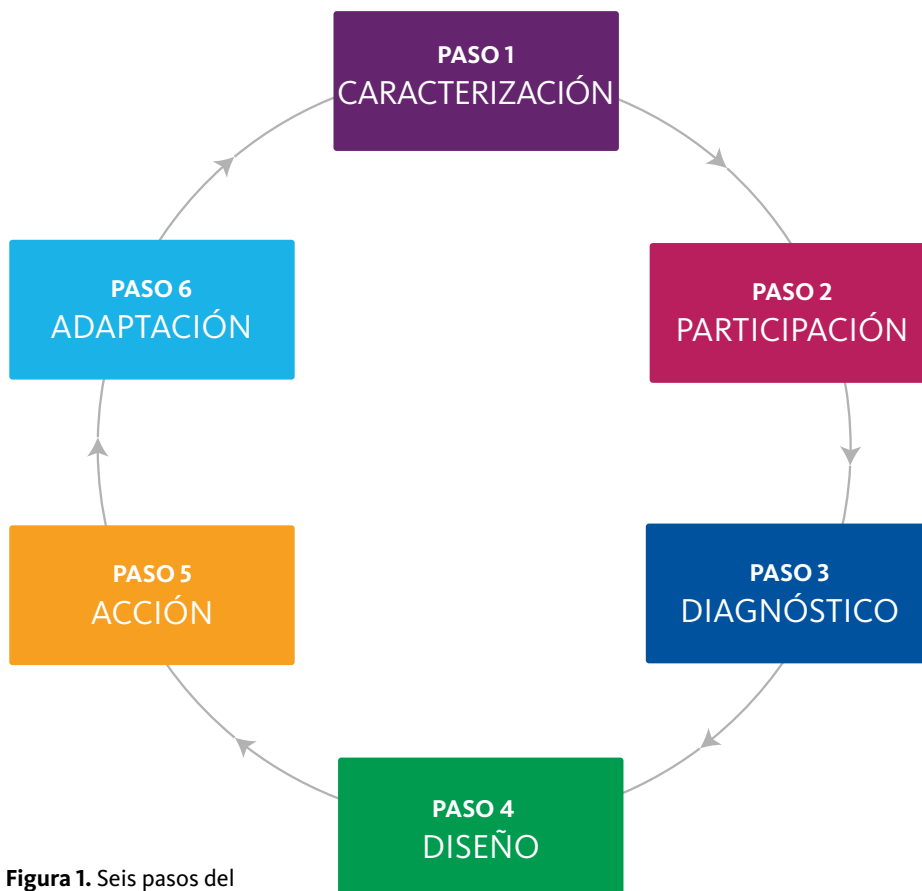 PASO 1
CARACTERIZACIÓN
PASO 2
PARTICIPACIÓN
PASO 3
DIAGNÓSTICO
PASO 4
DISEÑO
PASO 5
ACCIÓN
PASO 6
ADAPTACIÓN
Figura 1. Seis pasos del